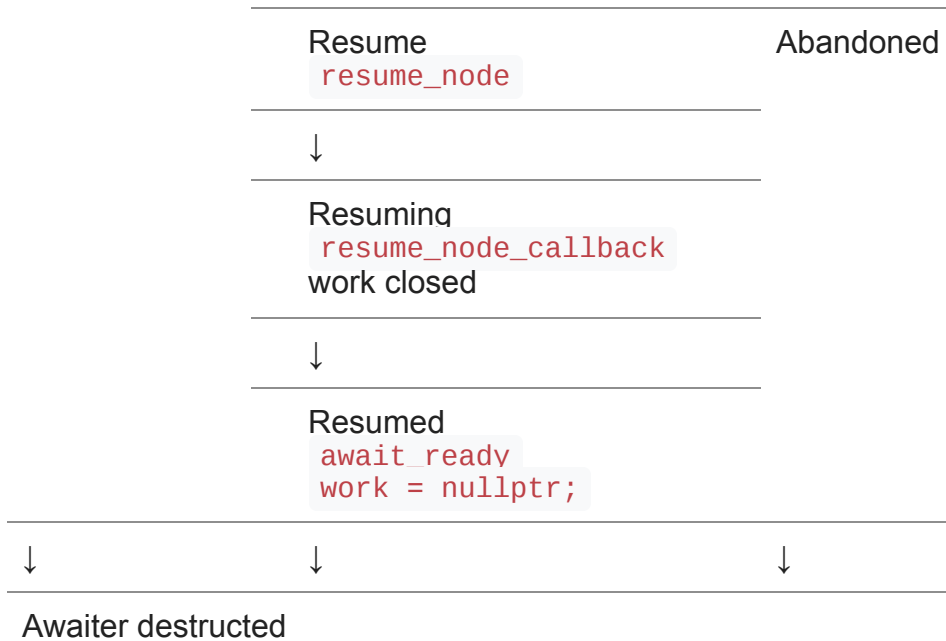 Resume Abandoned
resume_node
↓
Resuming
resume_node_callback
work closed
↓
Resumed
await_ready
work = nullptr;
↓ ↓ ↓
Awaiter destructed